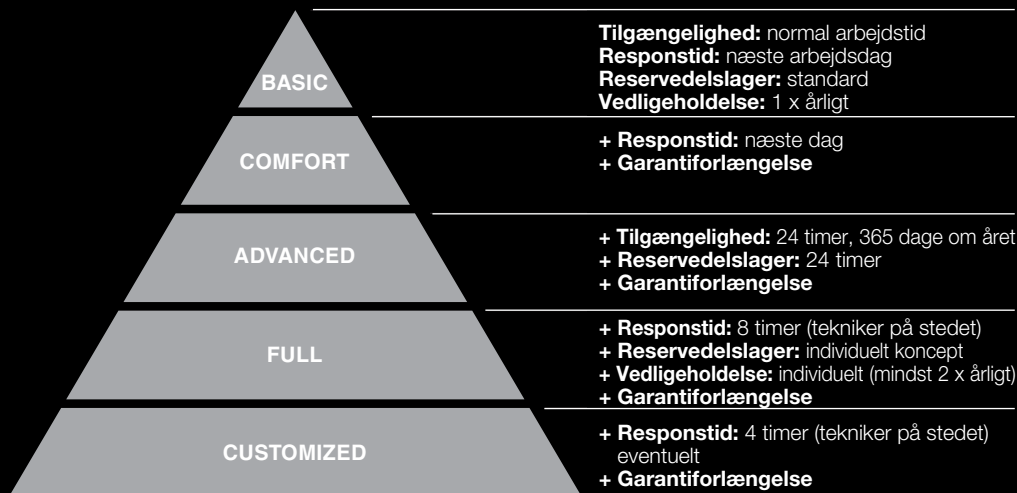 BASIC
Tilgængelighed: normal arbejdstid
Responstid: næste arbejdsdag
Reservedelslager: standard
Vedligeholdelse: 1 x årligt
COMFORT
+ Responstid: næste dag
+ Garantiforlængelse
ADVANCED
+ Tilgængelighed: 24 timer, 365 dage om året
+ Reservedelslager: 24 timer
+ Garantiforlængelse
FULL
+ Responstid: 8 timer (tekniker på stedet)
+ Reservedelslager: individuelt koncept
+ Vedligeholdelse: individuelt (mindst 2 x årligt)
+ Garantiforlængelse
CUSTOMIZED
+ Responstid: 4 timer (tekniker på stedet)
eventuelt
+ Garantiforlængelse